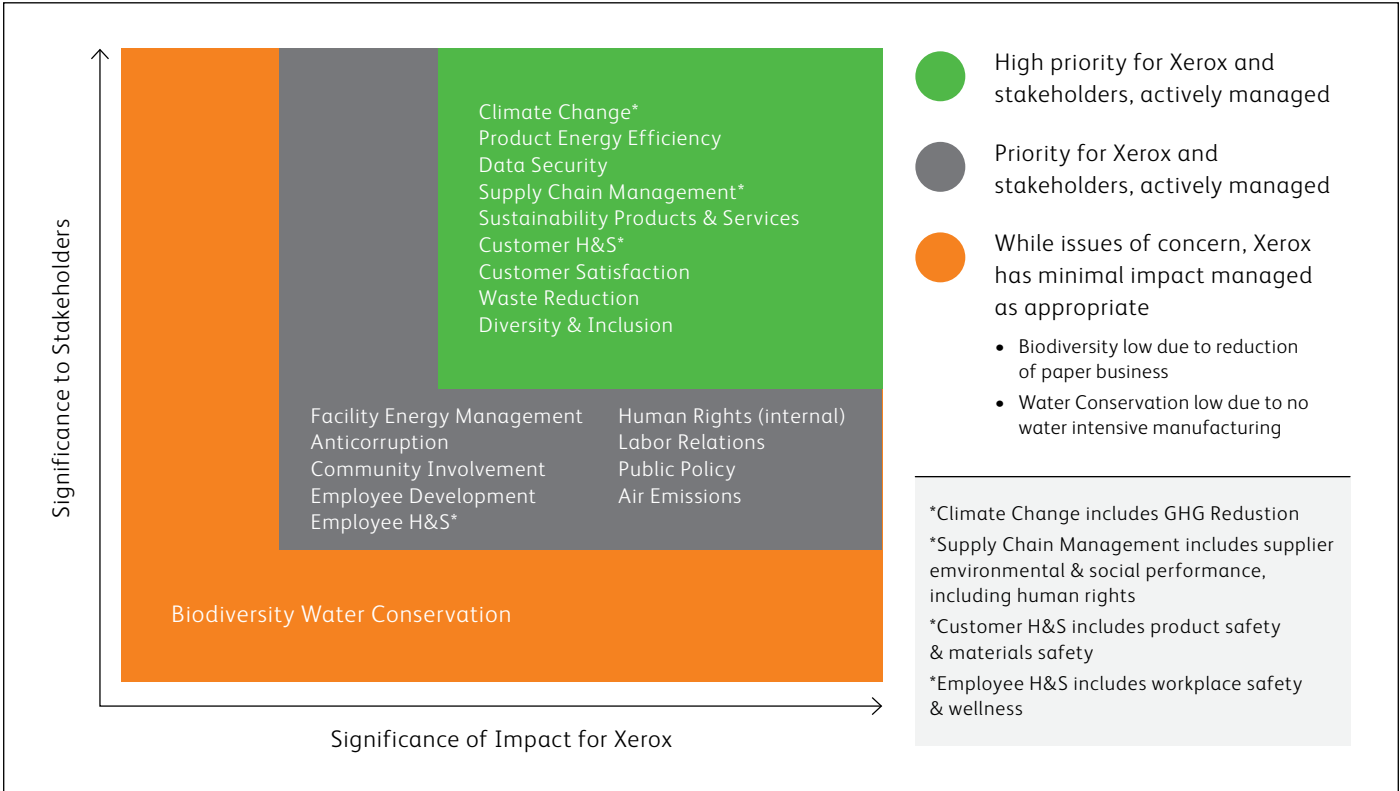 Significance to Stakeholders
Climate Change*
Product Energy Efficiency
Data Security
Supply Chain Management*
Sustainability Products & Services
Customer H&S*
Customer Satisfaction
Waste Reduction
Diversity & Inclusion
Facility Energy Management
Anticorruption
Community Involvement
Employee Development
Employee H&S*
Human Rights (internal)
Labor Relations
Public Policy
Air Emissions
Biodiversity Water Conservation
Significance of Impact for Xerox
High priority for Xerox and
stakeholders, actively managed
Priority for Xerox and
stakeholders, actively managed
While issues of concern, Xerox
has minimal impact managed
as appropriate
• Biodiversity low due to reduction
of paper business
• Water Conservation low due to no
water intensive manufacturing
*Climate Change includes GHG Redustion
*Supply Chain Management includes supplier
emvironmental & social performance,
including human rights
*Customer H&S includes product safety
& materials safety
*Employee H&S includes workplace safety
& wellness